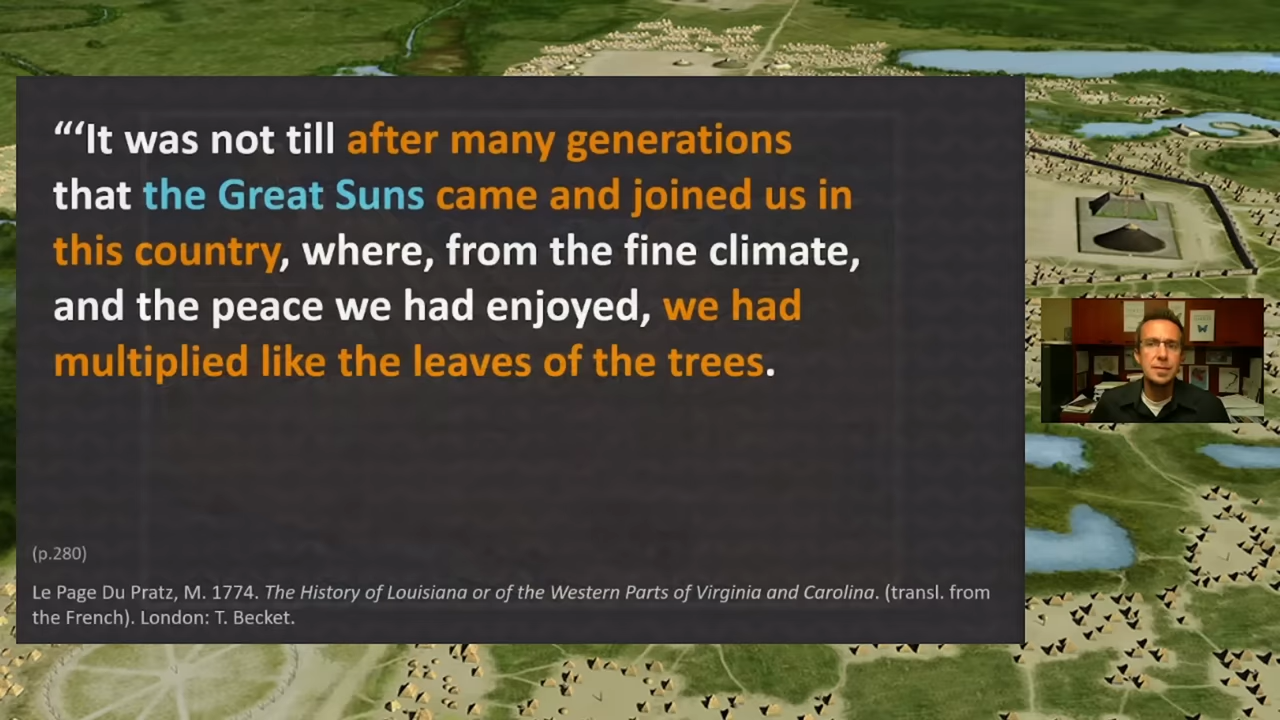 “‘It was not till after many generations
that the Great Suns came and joined us in
this country, where, from the fine climate,
and the peace we had enjoyed, we had
multiplied like the leaves of the trees.
(p.280)
Le Page Du Pratz, M. 1774. The History of Louisiana or of the Western Parts of Virginia and Carolina. (transl. from
the French). London: T. Becket.